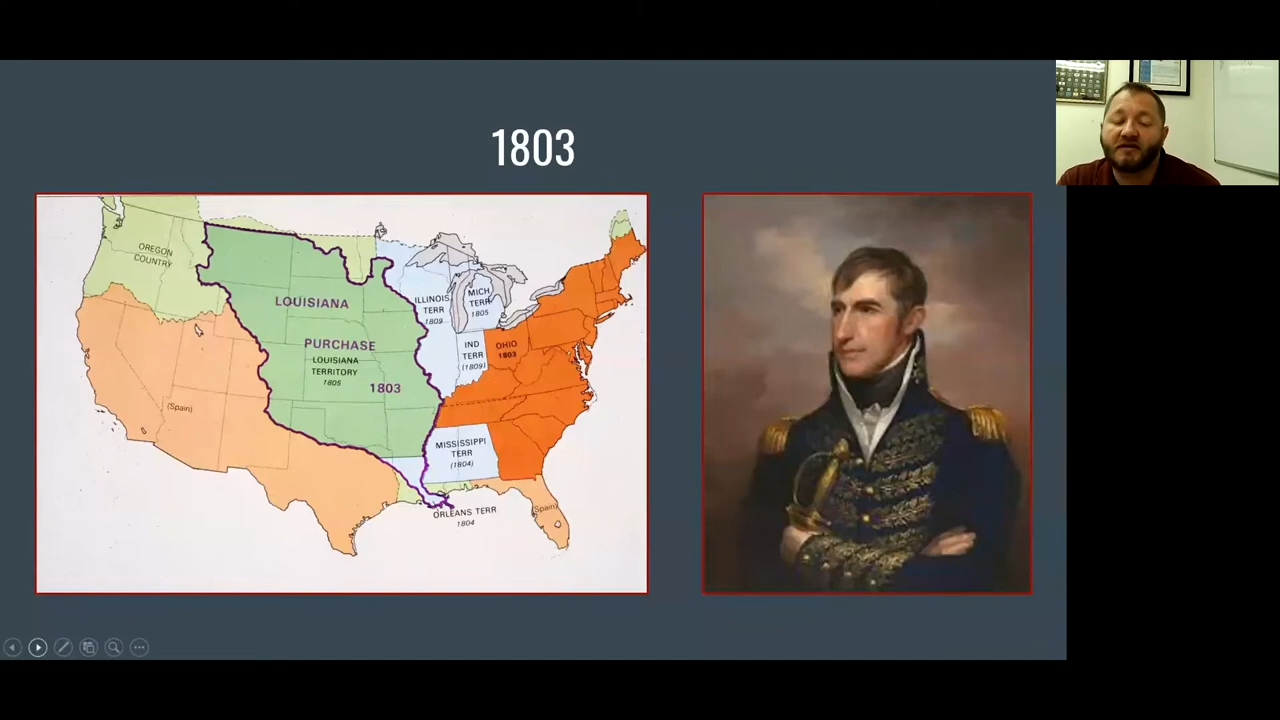 1803
OREGON
COUNTRY
LOUISIANA
PURCHASE
LOUISIANA
TERRITORY
1805
1803
(Spain)
ILLINOIS
TERR
1809
MICH
TERR
1805
IND
TERR
(1809)
OHIO
1803
MISSISSIPPI
TERR
(1804)
ORLEANS TERR
1804
(Spain)